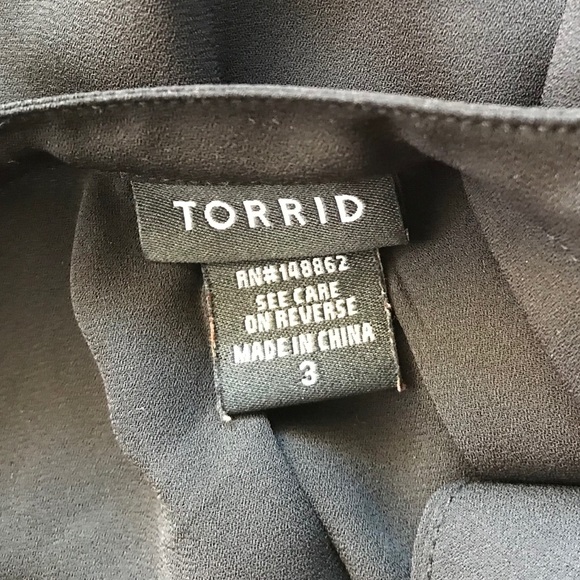 TORRID
RN#148862
SEE CARE
ON REVERSE
MADE IN CHINA
3